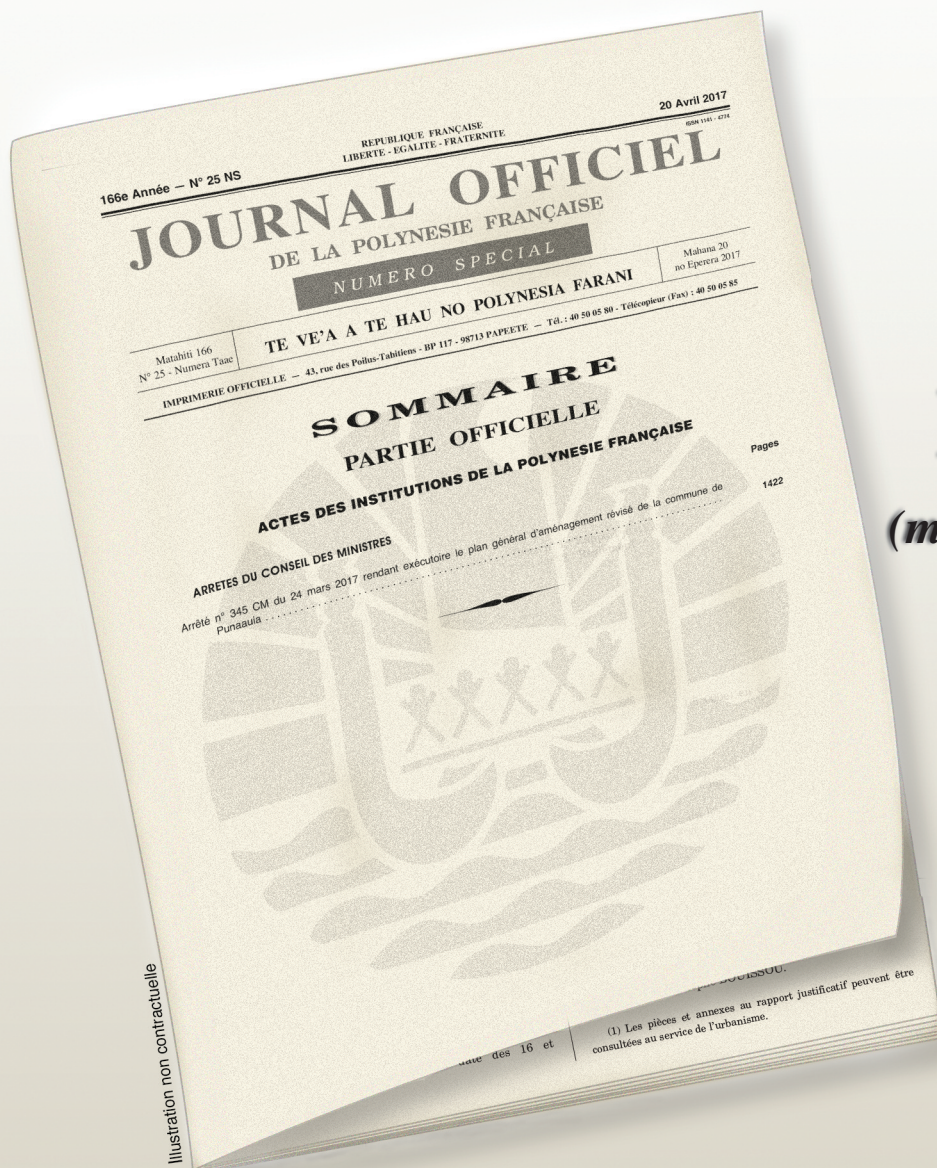 20 Avril 2017
ISSN 1141 - 4774
REPUBLIQUE FRANÇAISE
LIBERTE - EGALITE - FRATERNITE
166e Année — N° 25 NS
JOURNAL OFFICIEL
DE LA POLYNESIE FRANÇAISE
NUMERO SPECIAL
Matahiti 166
N° 25 - Numera Taae
TE VE'A A TE HAU NO POLYNESIA FARANI
Mahana 20
no Eperera 2017
IMPRIMERIE OFFICIELLE — 43, rue des Poilus-Tahitiens - BP 117 - 98713 PAPEETE — Tél. : 40 50 05 80 - Télécopieur (Fax) : 40 50 05 85
SOMMAIRE
PARTIE OFFICIELLE
ACTES DES INSTITUTIONS DE LA POLYNESIE FRANÇAISE
Pages
ARRETES DU CONSEIL DES MINISTRES
Arrêté n° 345 CM du 24 mars 2017 rendant exécutoire le plan général d'aménagement révisé de la commune de
Punaauia . . . . . . . . . . . . . . . . . . . . . . . . . . . . . . 1422
(m
OUISSOU.
date des 16 et
(1) Les pièces et annexes au rapport justificatif peuvent être
consultées au service de l'urbanisme.
Illustration non contractuelle